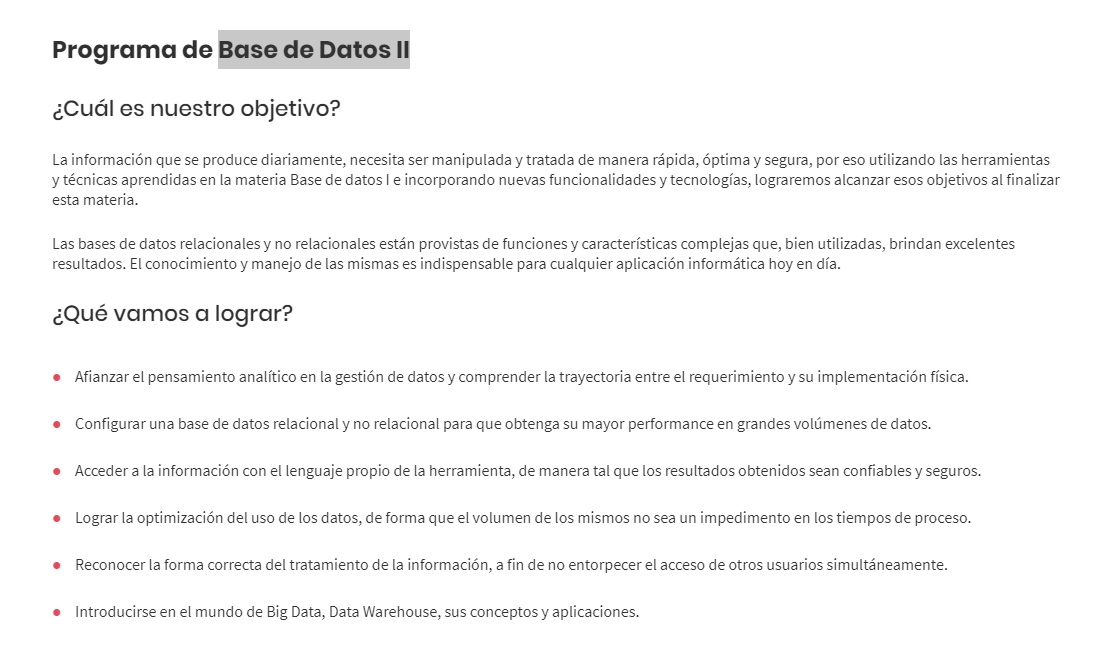 Programa de Base de Datos II
¿Cuál es nuestro objetivo?
La información que se produce diariamente, necesita ser manipulada y tratada de manera rápida, óptima y segura, por eso utilizando las herramientas
y técnicas aprendidas en la materia Base de datos I e incorporando nuevas funcionalidades y tecnologías, lograremos alcanzar esos objetivos al finalizar
esta materia.
Las bases de datos relacionales y no relacionales están provistas de funciones y características complejas que, bien utilizadas, brindan excelentes
resultados. El conocimiento y manejo de las mismas es indispensable para cualquier aplicación informática hoy en día.
¿Qué vamos a lograr?
● Afianzar el pensamiento analítico en la gestión de datos y comprender la trayectoria entre el requerimiento y su implementación física.
● Configurar una base de datos relacional y no relacional para que obtenga su mayor performance en grandes volúmenes de datos.
● Acceder a la información con el lenguaje propio de la herramienta, de manera tal que los resultados obtenidos sean confiables y seguros.
● Lograr la optimización del uso de los datos, de forma que el volumen de los mismos no sea un impedimento en los tiempos de proceso.
● Reconocer la forma correcta del tratamiento de la información, a fin de no entorpecer el acceso de otros usuarios simultáneamente.
● Introducirse en el mundo de Big Data, Data Warehouse, sus conceptos y aplicaciones.